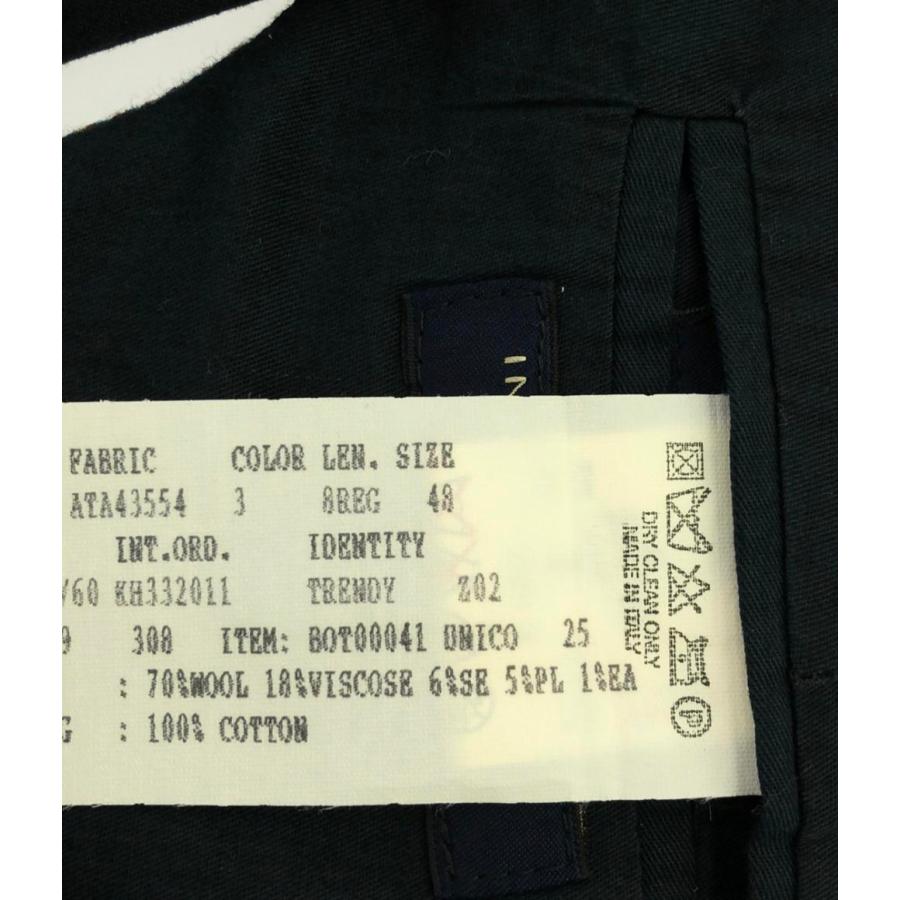 IN
FABRIC COLOR LEN. SIZE
ATA43554 3 8REG 48
INT.ORD. IDENTITY
/60 KH332011 TRENDY Z02
308 ITEM: BOT00041 UNICO 25
: 70%WOOL 18%VISCOSE 6%SE 5%PL 1%EA
G : 100% COTTON
DRY CLEAN ONLY
MADE IN ITALY
P